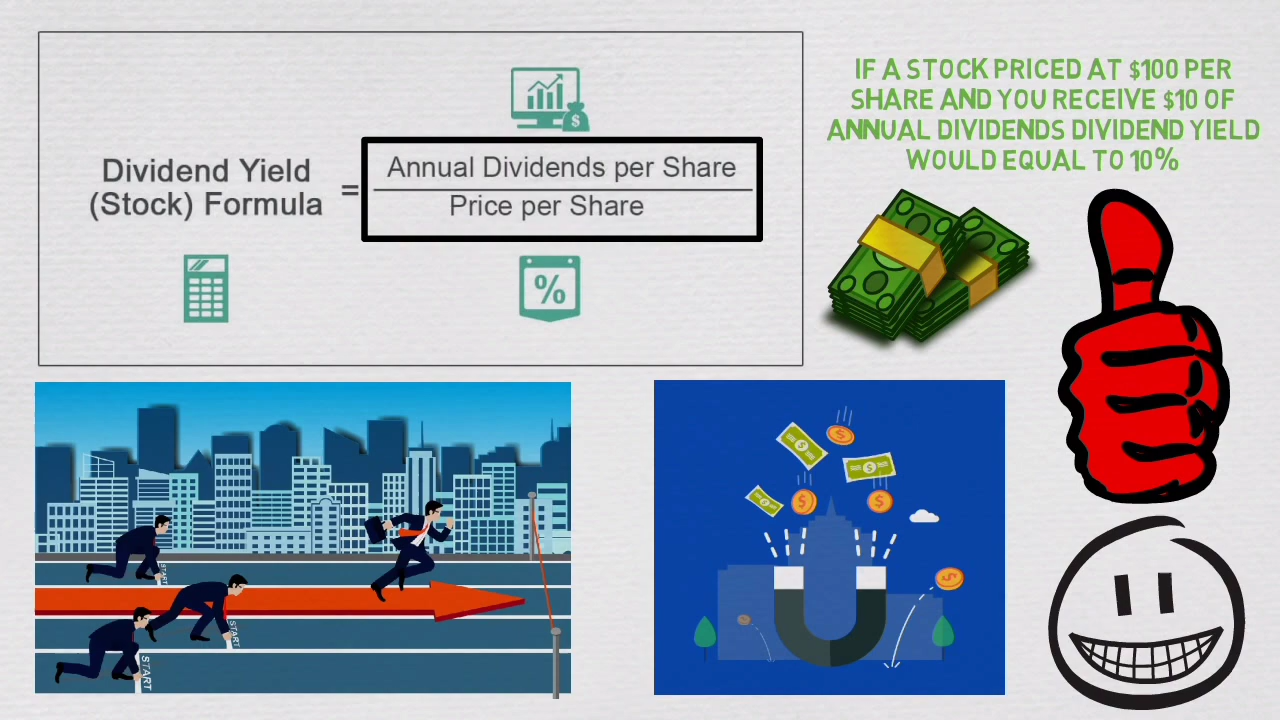 Dividend Yield
(Stock) Formula
=
Annual Dividends per Share
Price per Share
%
$
IF A STOCK PRICED AT $100 PER
SHARE AND YOU RECEIVE $10 OF
ANNUAL DIVIDENDS DIVIDEND YIELD
WOULD EQUAL TO 10%
START
START
START
$
$
$
$
$
$